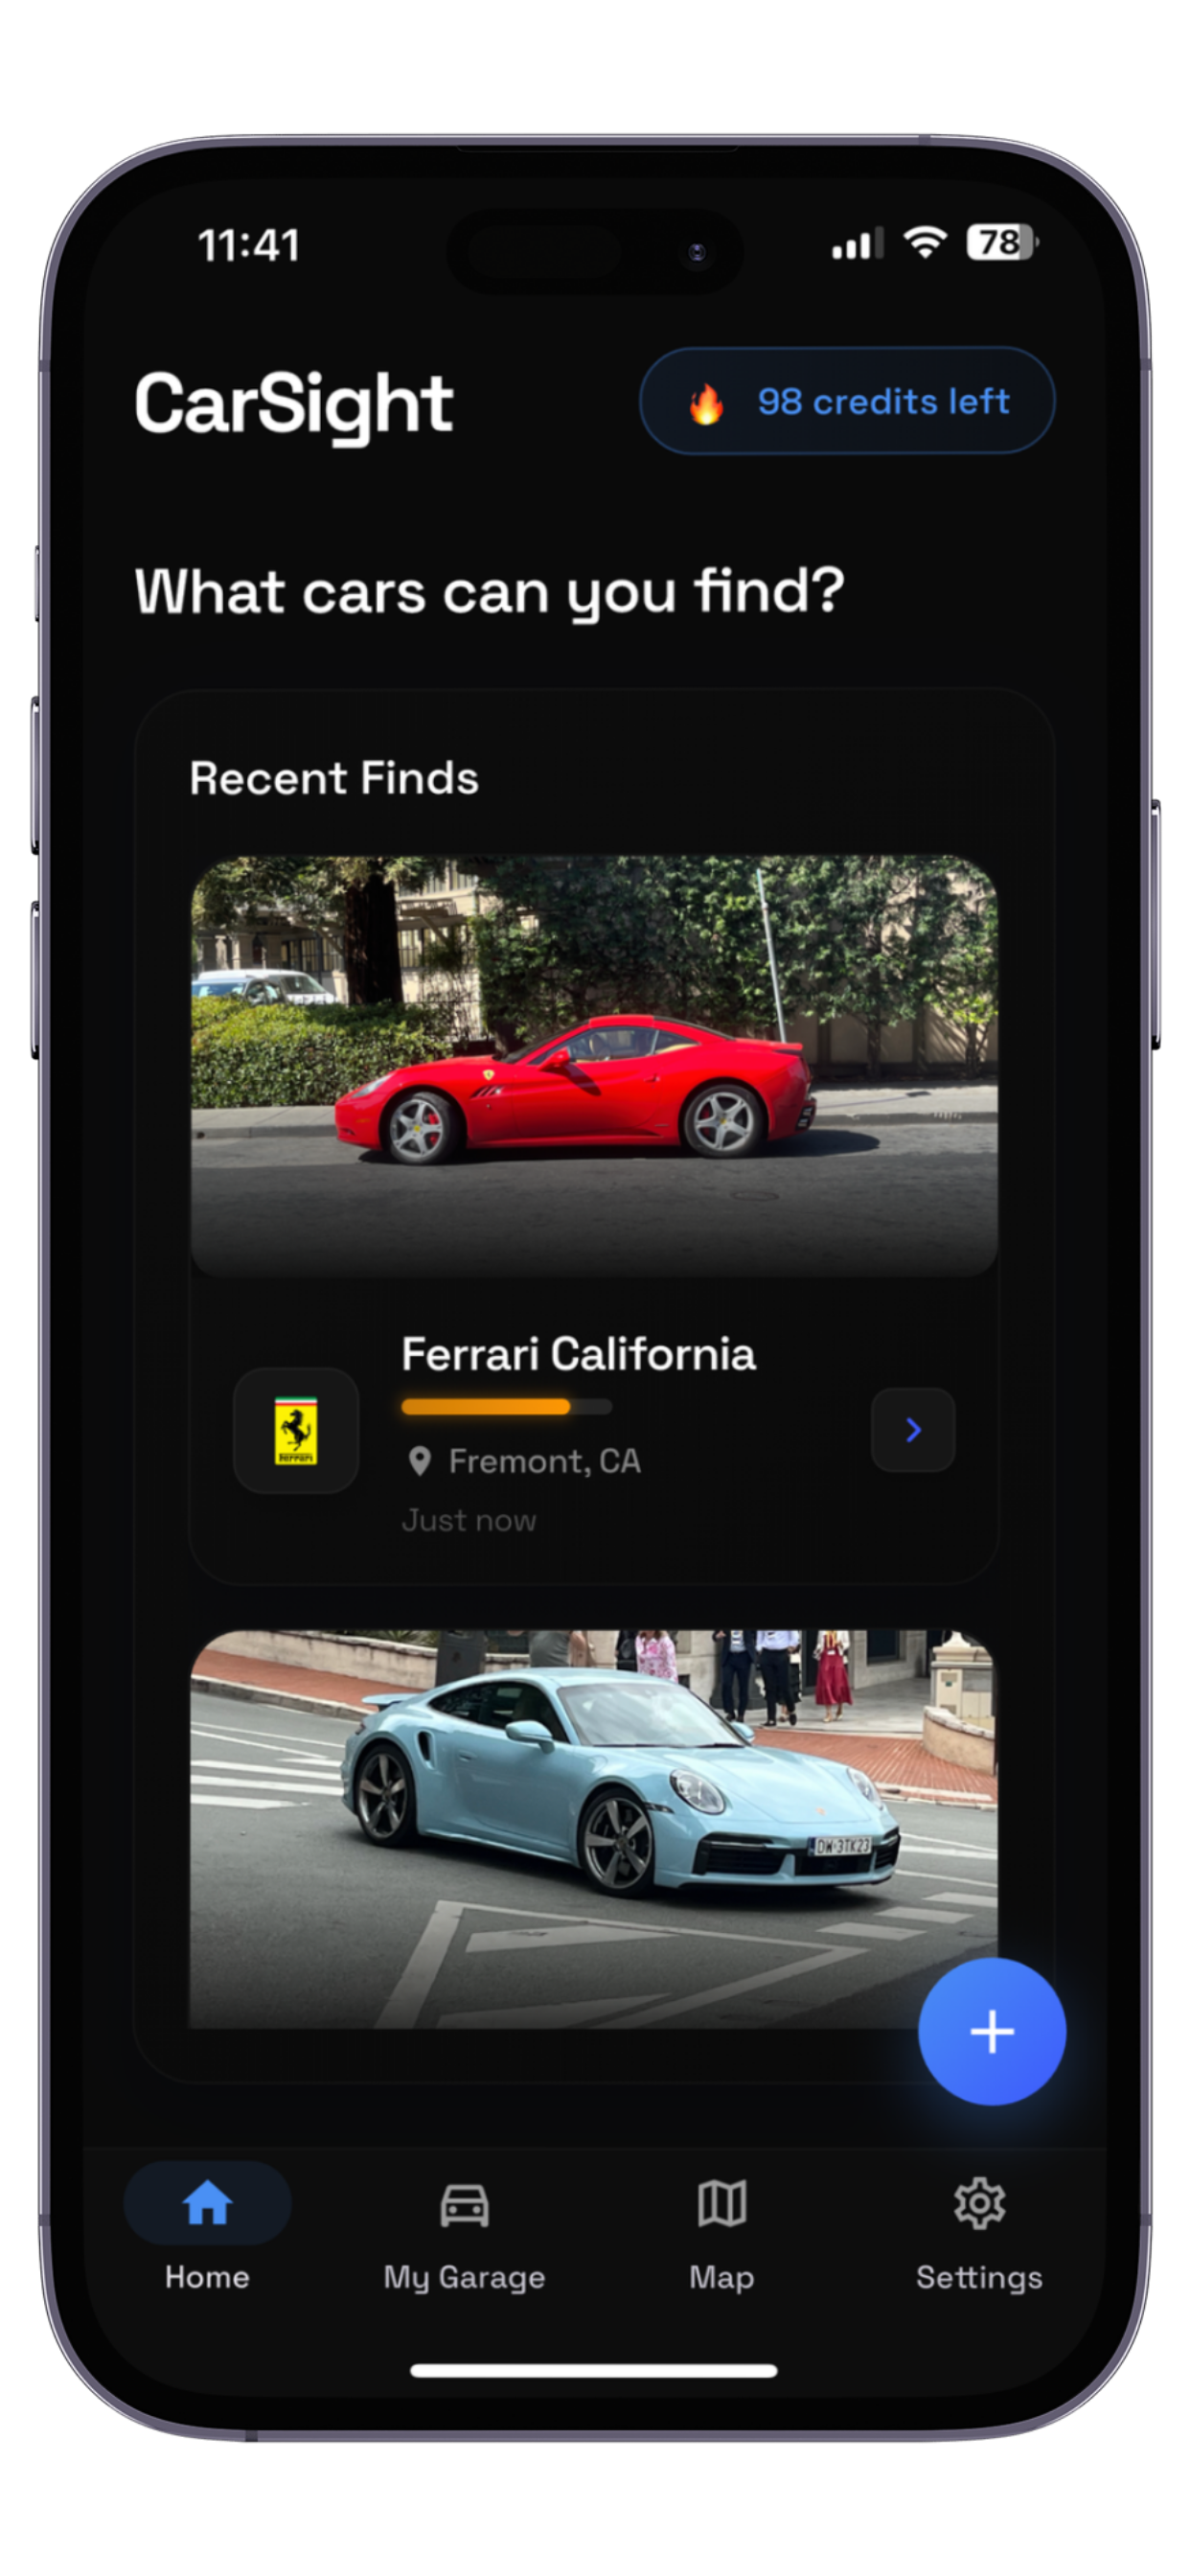 11:41
78
CarSight
🔥 98 credits left
What cars can you find?
Recent Finds
Ferrari California
Ferrari
Fremont, CA
Just now
DW·3TK23
Home
My Garage
Map
Settings